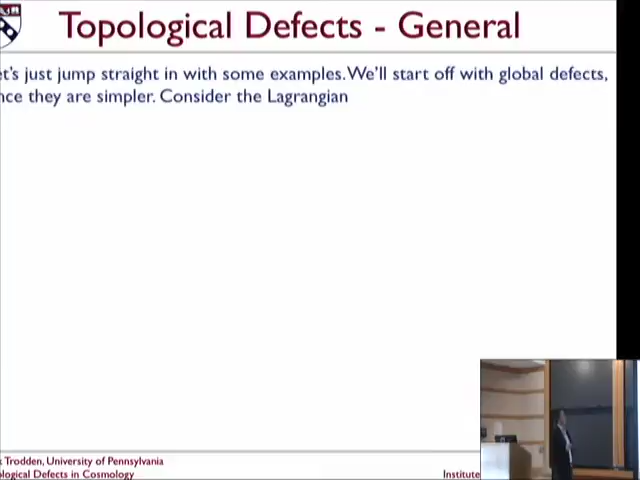 Topological Defects - General
t's just jump straight in with some examples. We'll start off with global defects,
nce they are simpler. Consider the Lagrangian
Trodden, University of Pennsylvania
logical Defects in Cosmology
Institute